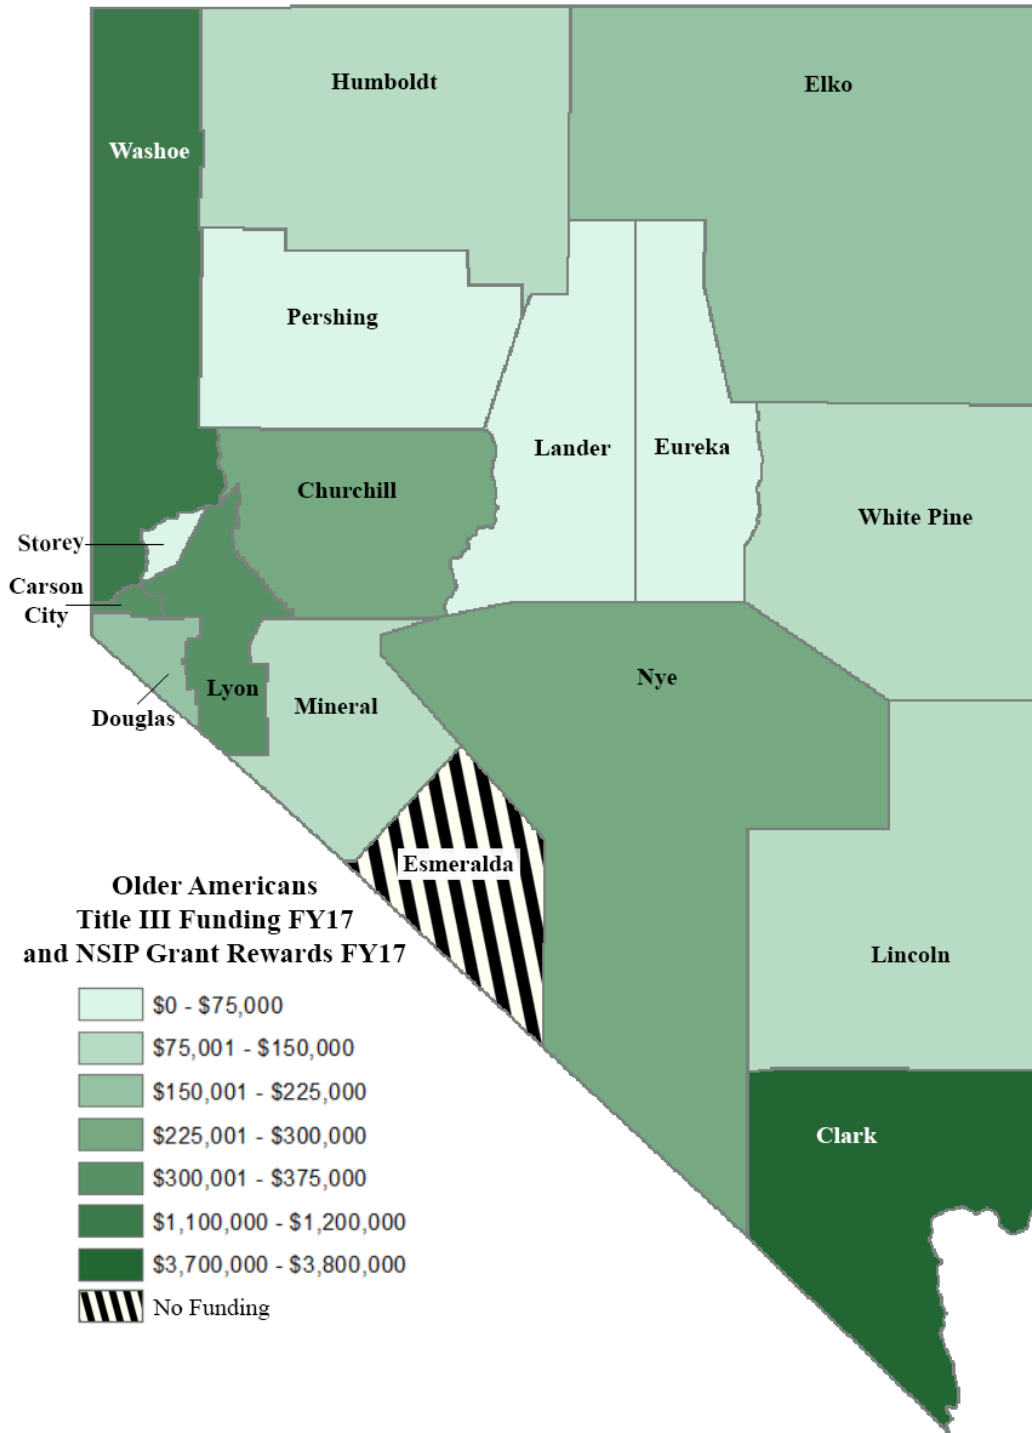 Humboldt
Elko
Washoe
Pershing
Lander
Eureka
Churchill
White Pine
Storey
Carson
City
Nye
Lyon
Mineral
Douglas
Esmeralda
Older Americans
Title III Funding FY17
and NSIP Grant Rewards FY17
Lincoln
$0 - $75,000
$75,001 - $150,000
$150,001 - $225,000
Clark
$225,001 - $300,000
$300,001 - $375,000
$1,100,000 - $1,200,000
$3,700,000 - $3,800,000
No Funding